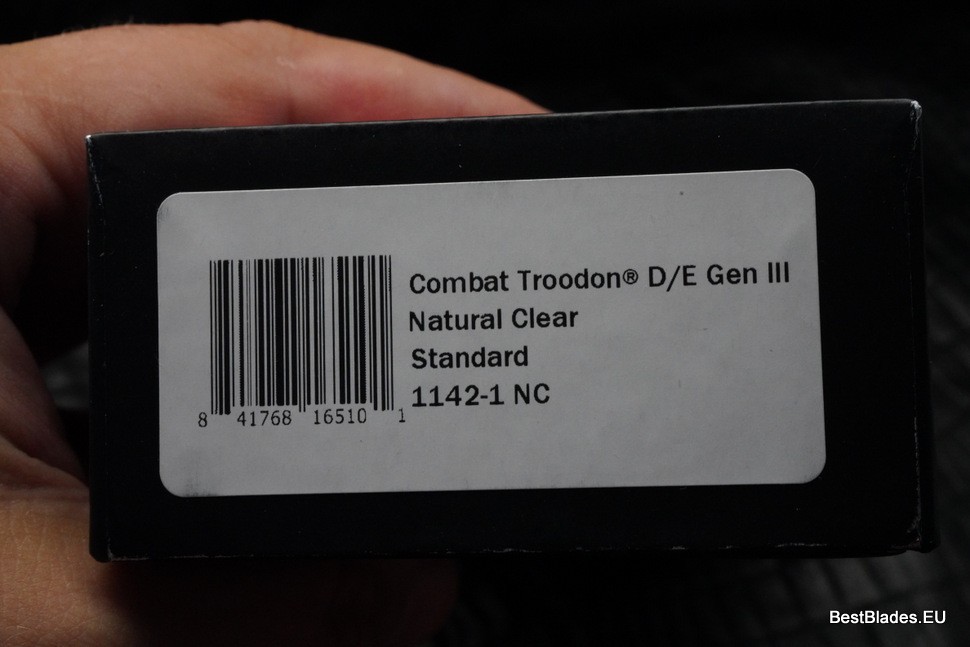 Combat Troodon® D/E Gen III
Natural Clear
Standard
1142-1 NC
8 41768 16510 1
BestBlades.EU